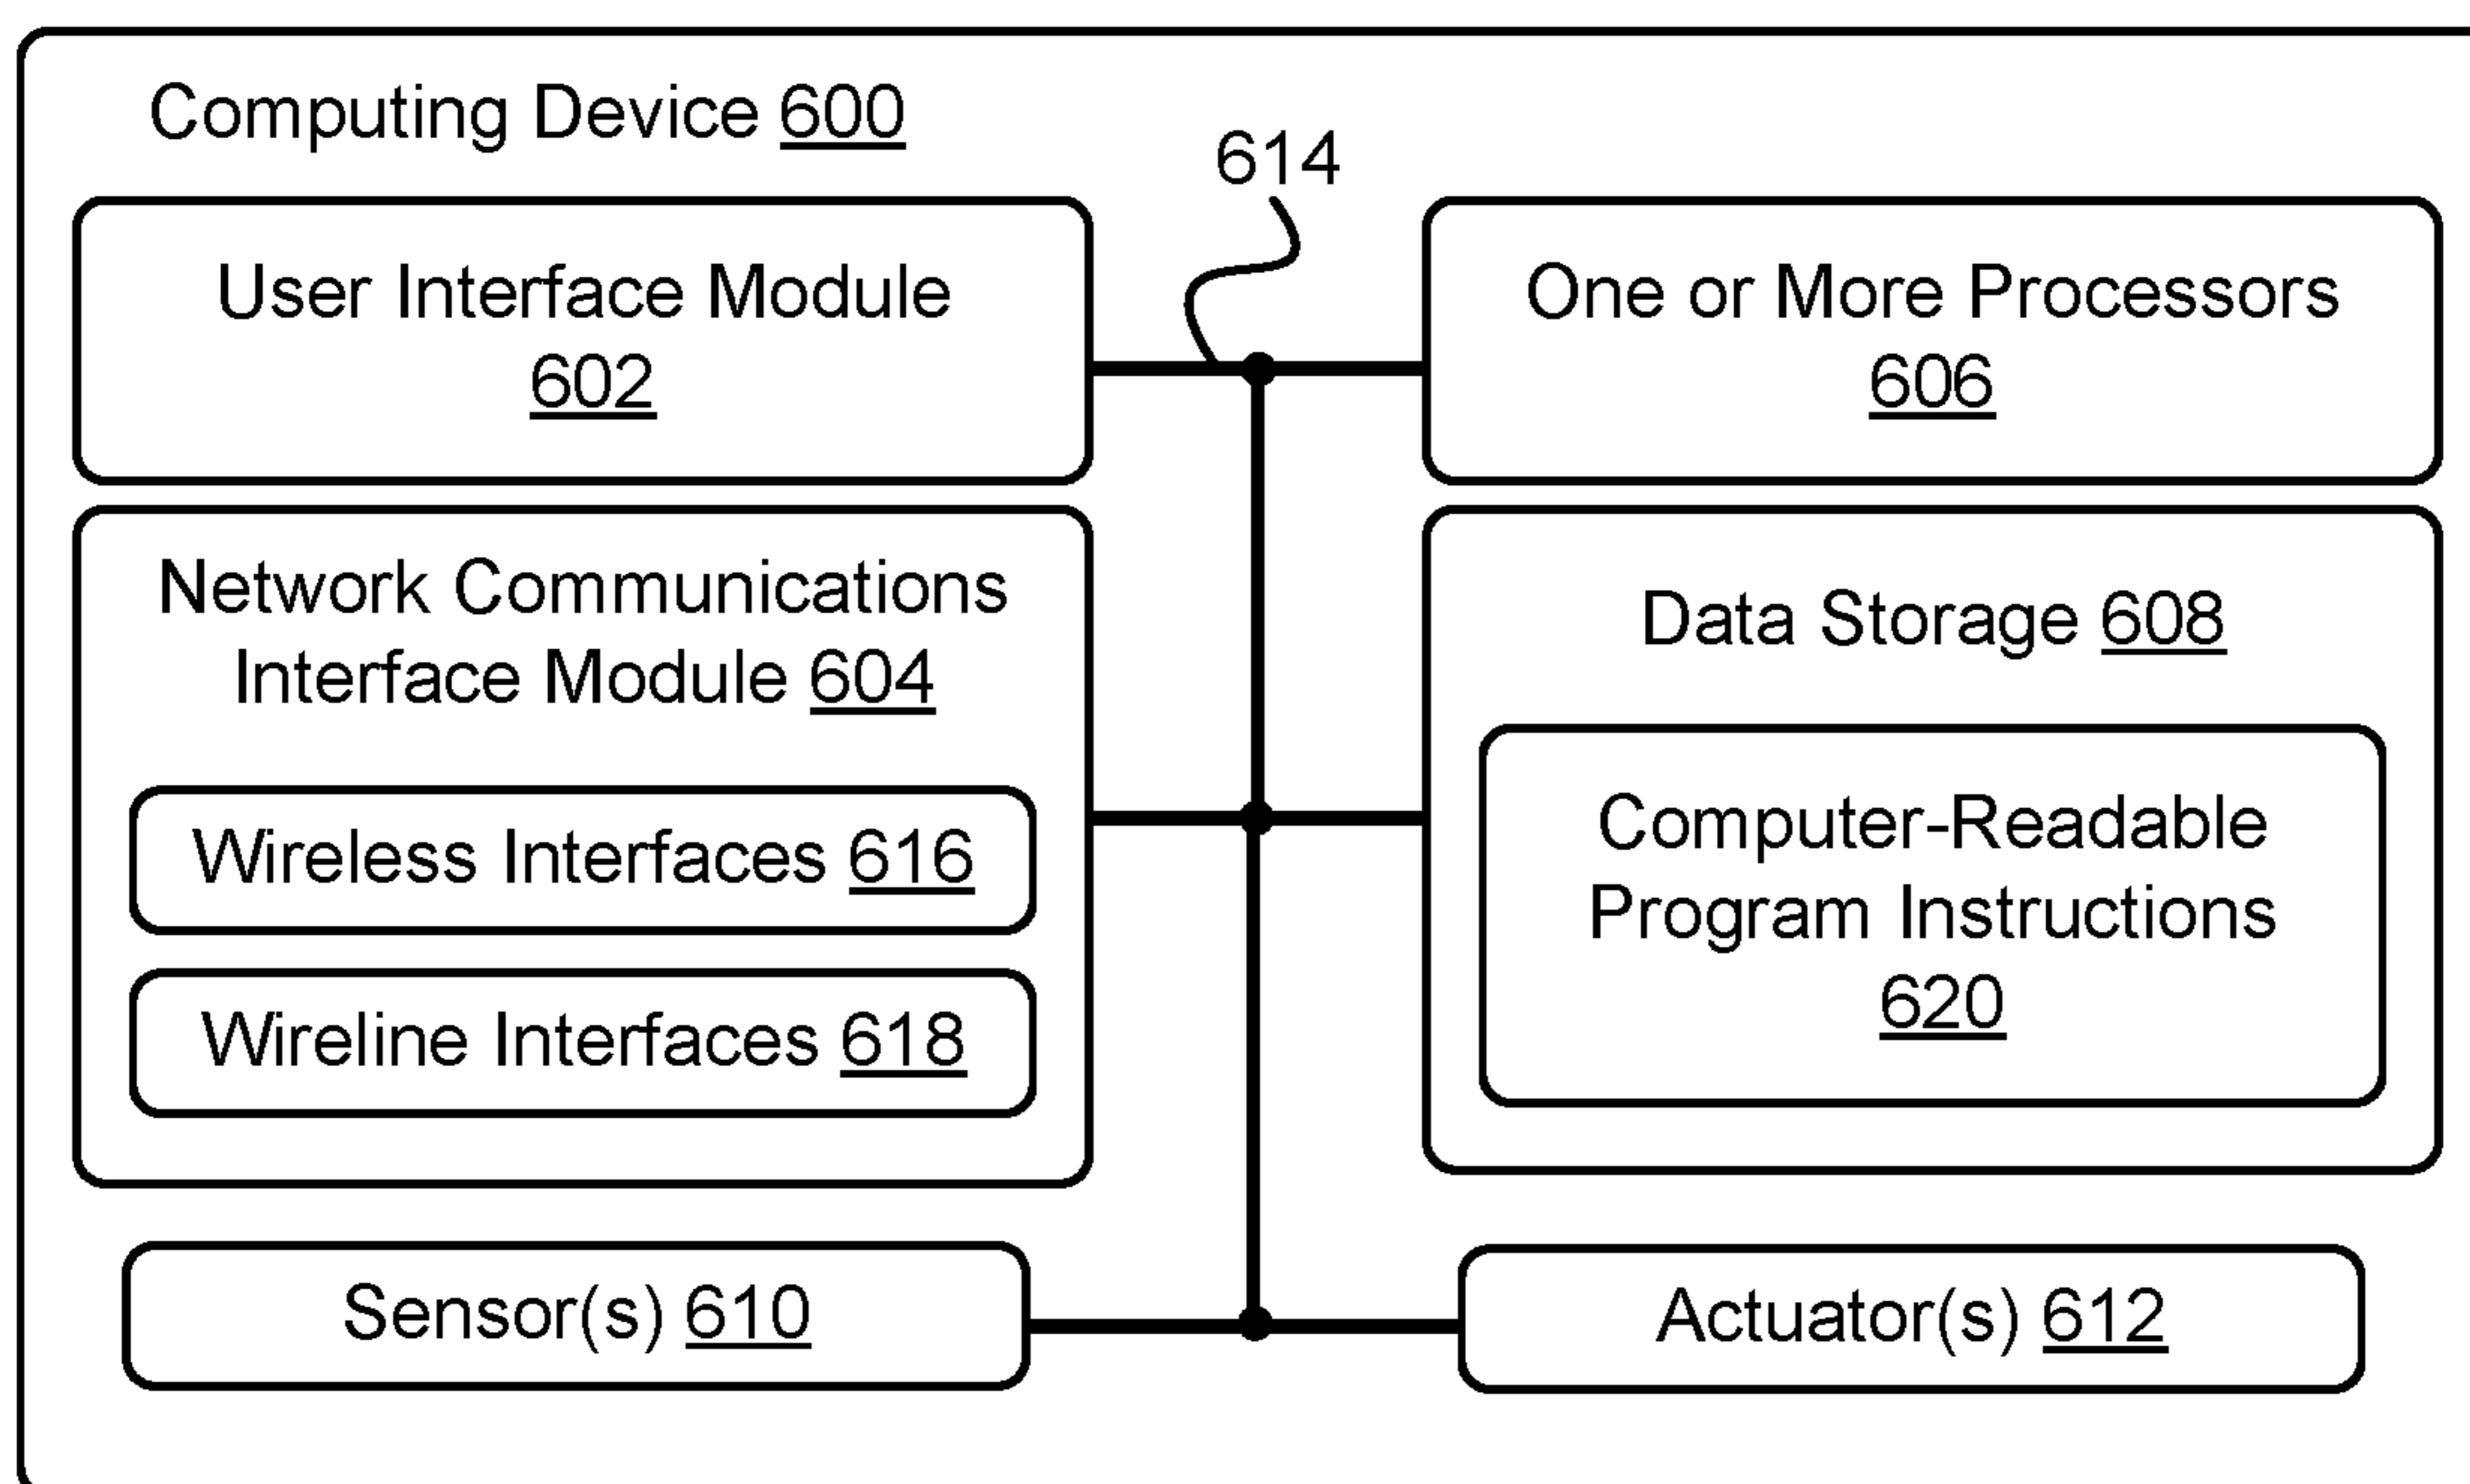 Computing Device 600
614
User Interface Module
602
One or More Processors
606
Network Communications
Interface Module 604
Wireless Interfaces 616
Wireline Interfaces 618
Data Storage 608
Computer-Readable
Program Instructions
620
Sensor(s) 610
Actuator(s) 612